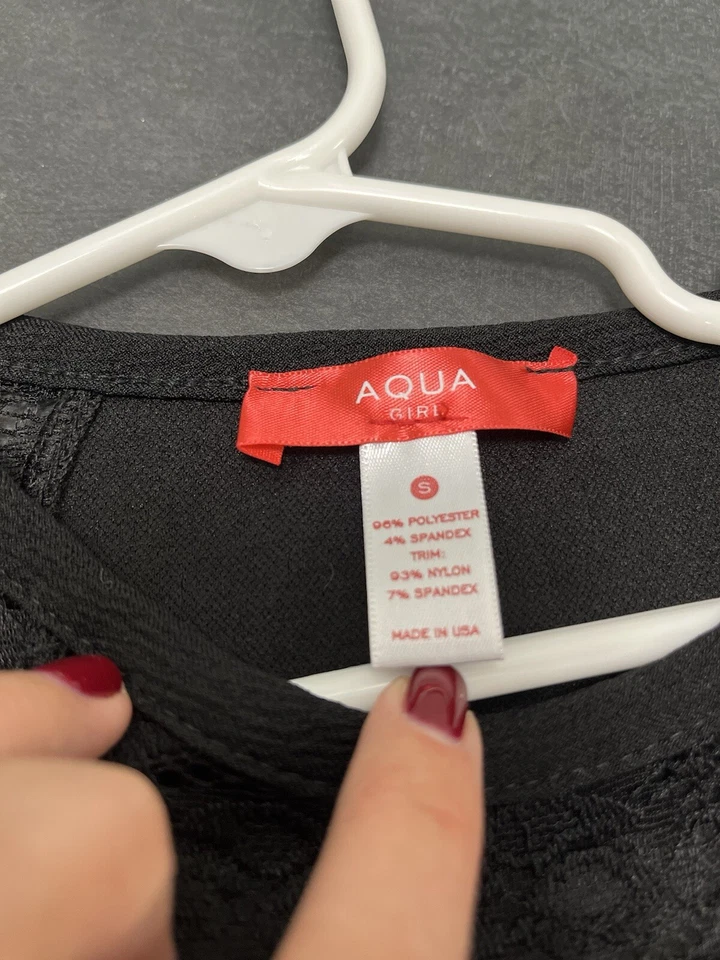 AQUA
GIRL
S
96% POLYESTER
4% SPANDEX
TRIM:
93% NYLON
7% SPANDEX
MADE IN USA